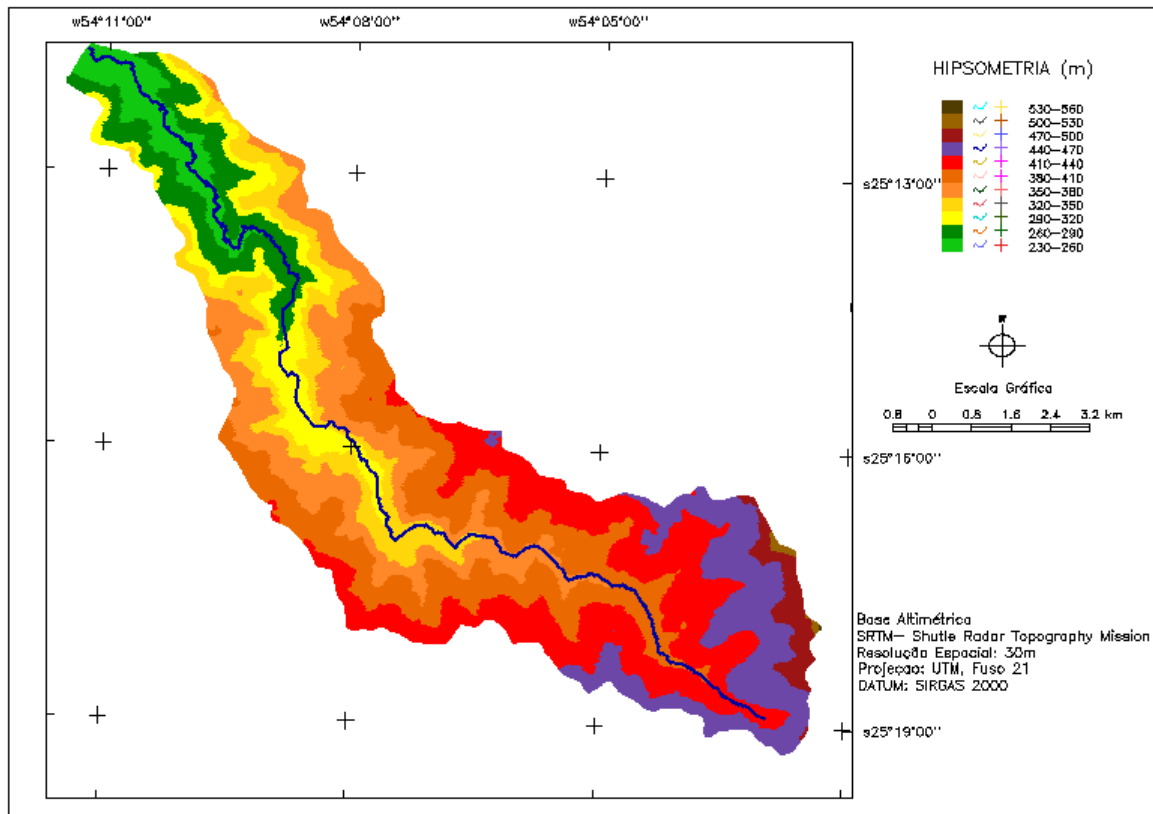 w54°11'00'' w54°08'00'' w54°05'00''
HIPSOMETRIA (m)
530-560
500-530
470-500
440-470
410-440
380-410
350-380
320-350
290-320
260-290
230-260
s25°13'00''
N
Escala Gráfica
0.8 0 0.8 1.6 2.4 3.2 km
s25°16'00''
Base Altimétrica
SRTM- Shutle Radar Topography Mission
Resolução Espacial: 30m
Projeção: UTM, Fuso 21
DATUM: SIRGAS 2000
s25°19'00''